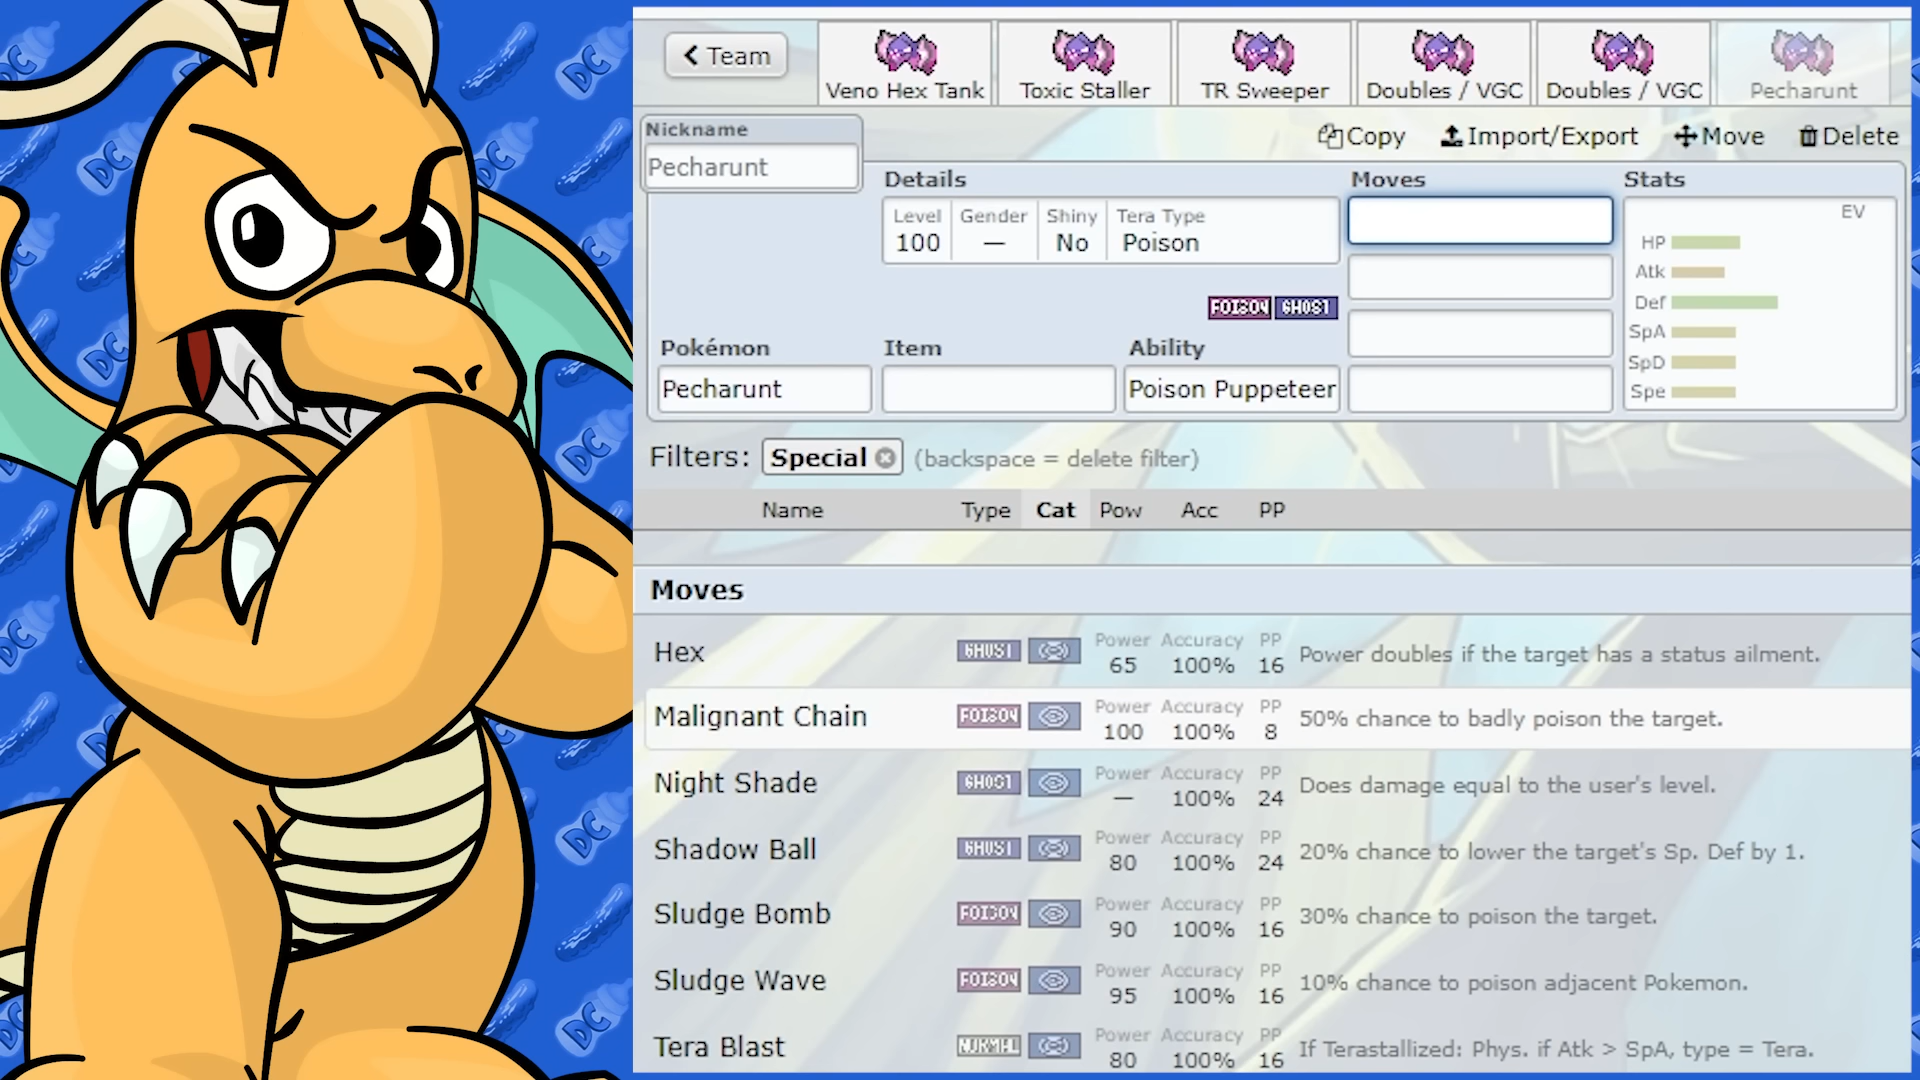 Team
Veno Hex Tank
Toxic Staller
TR Sweeper
Doubles / VGC
Doubles / VGC
Pecharunt
Nickname
Pecharunt
Copy
Import/Export
Move
Delete
Details
Moves
Stats
Level
Gender
Shiny
Tera Type
100
—
No
Poison
EV
HP
Atk
Def
SpA
SpD
Spe
POISON
GHOST
Pokémon
Item
Ability
Pecharunt
Poison Puppeteer
Filters: Special (backspace = delete filter)
Name Type Cat Pow Acc PP
Moves
Hex GHOST Power 65 Accuracy 100% PP 16 Power doubles if the target has a status ailment.
Malignant Chain POISON Power 100 Accuracy 100% PP 8 50% chance to badly poison the target.
Night Shade GHOST Power — Accuracy 100% PP 24 Does damage equal to the user's level.
Shadow Ball GHOST Power 80 Accuracy 100% PP 24 20% chance to lower the target's Sp. Def by 1.
Sludge Bomb POISON Power 90 Accuracy 100% PP 16 30% chance to poison the target.
Sludge Wave POISON Power 95 Accuracy 100% PP 16 10% chance to poison adjacent Pokemon.
Tera Blast NORMAL Power 80 Accuracy 100% PP 16 If Terastallized: Phys. if Atk > SpA, type = Tera.
DC
DC
DC
DC
DC
DC
DC
DC
DC